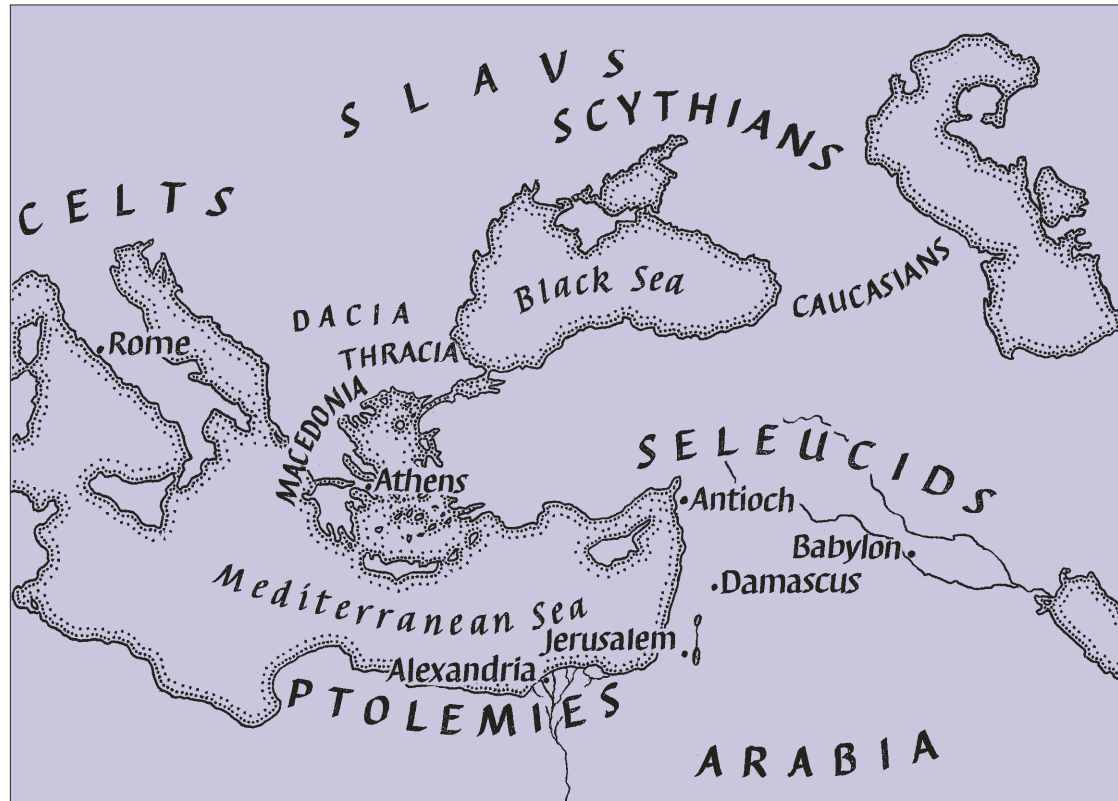 SLAVS
SCYTHIANS
CELTS
Black Sea
CAUCASIANS
DACIA
Rome
THRACIA
MACEDONIA
SELEUCIDS
Athens
Antioch
Babylon
Damascus
Mediterranean Sea
Jerusalem
Alexandria
PTOLEMIES
ARABIA